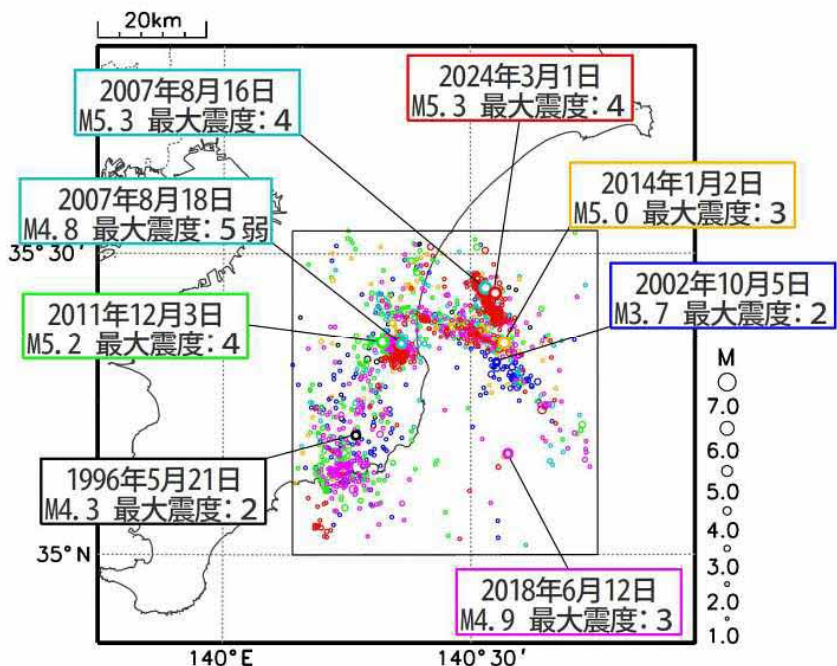 20km
2007年8月16日
M5.3 最大震度：4
2024年3月1日
M5.3 最大震度：4
2007年8月18日
M4.8 最大震度：5弱
2014年1月2日
M5.0 最大震度：3
35°30′
2002年10月5日
M3.7 最大震度：2
2011年12月3日
M5.2 最大震度：4
M
7.0
6.0
5.0
4.0
3.0
2.0
1.0
1996年5月21日
M4.3 最大震度：2
35°N
2018年6月12日
M4.9 最大震度：3
140°E
140°30′